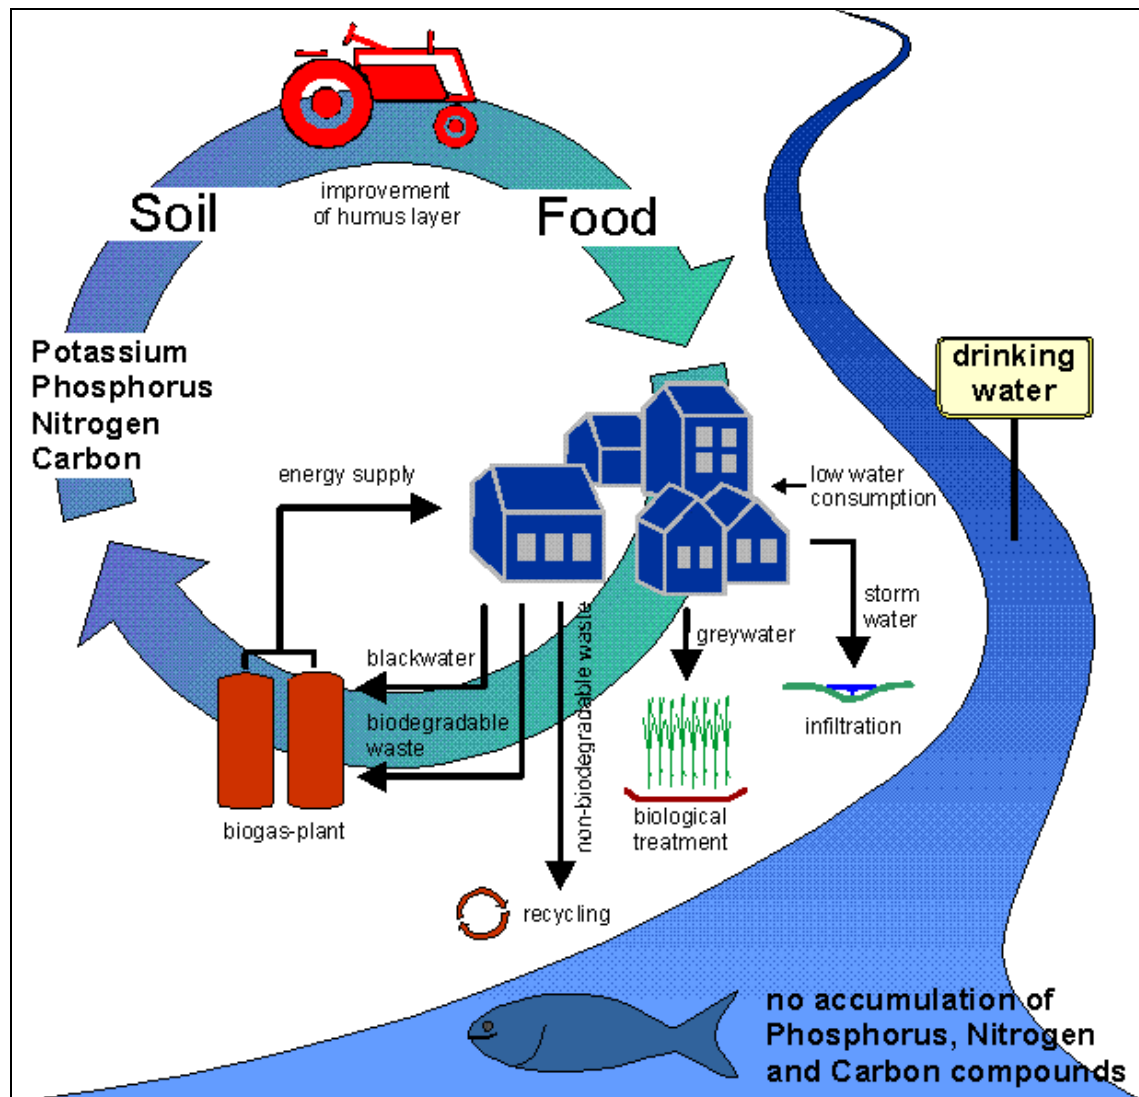 improvement
of humus layer
Soil
Food
Potassium
Phosphorus
Nitrogen
Carbon
drinking
water
energy supply
low water
consumption
storm
water
greywater
non-biodegradable waste
blackwater
biodegradable
waste
infiltration
biogas-plant
biological
treatment
recycling
no accumulation of
Phosphorus, Nitrogen
and Carbon compounds